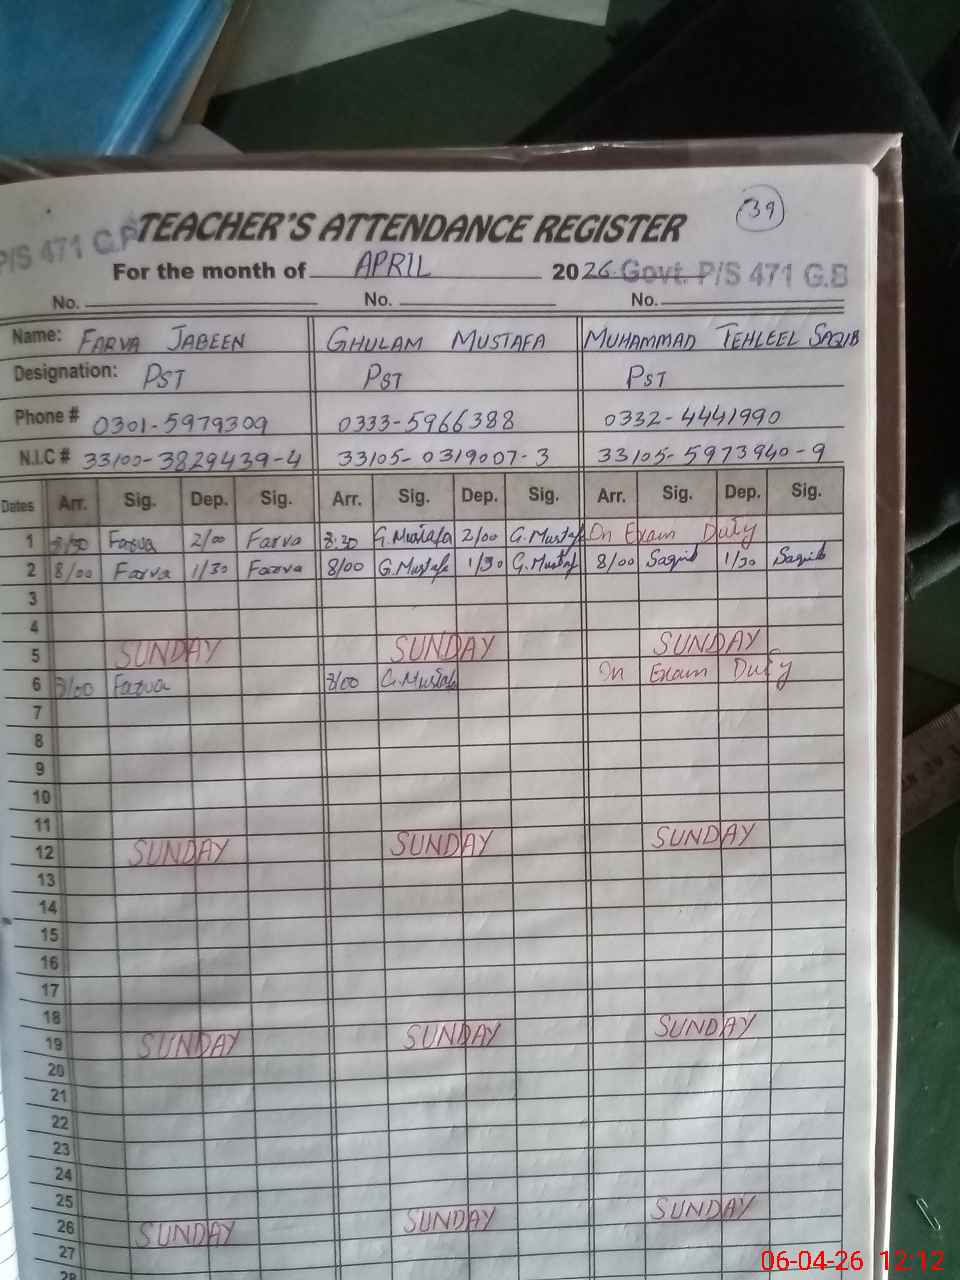 39
TEACHER'S ATTENDANCE REGISTER
P/S 471 G.B
For the month of APRIL 2026 Govt. P/S 471 G.B
No. No. No.
Name: FARVA JABEEN GHULAM MUSTAFA MUHAMMAD TEHLEEL SAQIB
Designation: PST PST PST
Phone # 0301-5979309 0333-5966388 0332-4441990
N.I.C # 33100-3829439-4 33105-0319007-3 33105-5973940-9
Dates Arr. Sig. Dep. Sig. Arr. Sig. Dep. Sig. Arr. Sig. Dep. Sig.
1 Farva 2/00 Farva 8:30 G.Mustafa 2/00 G.Mustafa On Exam Duty
2 8/00 Farva 1/30 Farva 8/00 G.Mustafa 1/30 G.Mustaf 8/00 Saqib 1/30 Saqib
3
4
5 SUNDAY SUNDAY SUNDAY
6 8/00 Farva 8/00 G.Mustafa On Exam Duty
7
8
9
10
11
12 SUNDAY SUNDAY SUNDAY
13
14
15
16
17
18
19 SUNDAY SUNDAY SUNDAY
20
21
22
23
24
25
26 SUNDAY SUNDAY SUNDAY
27
28
06-04-26 12:12